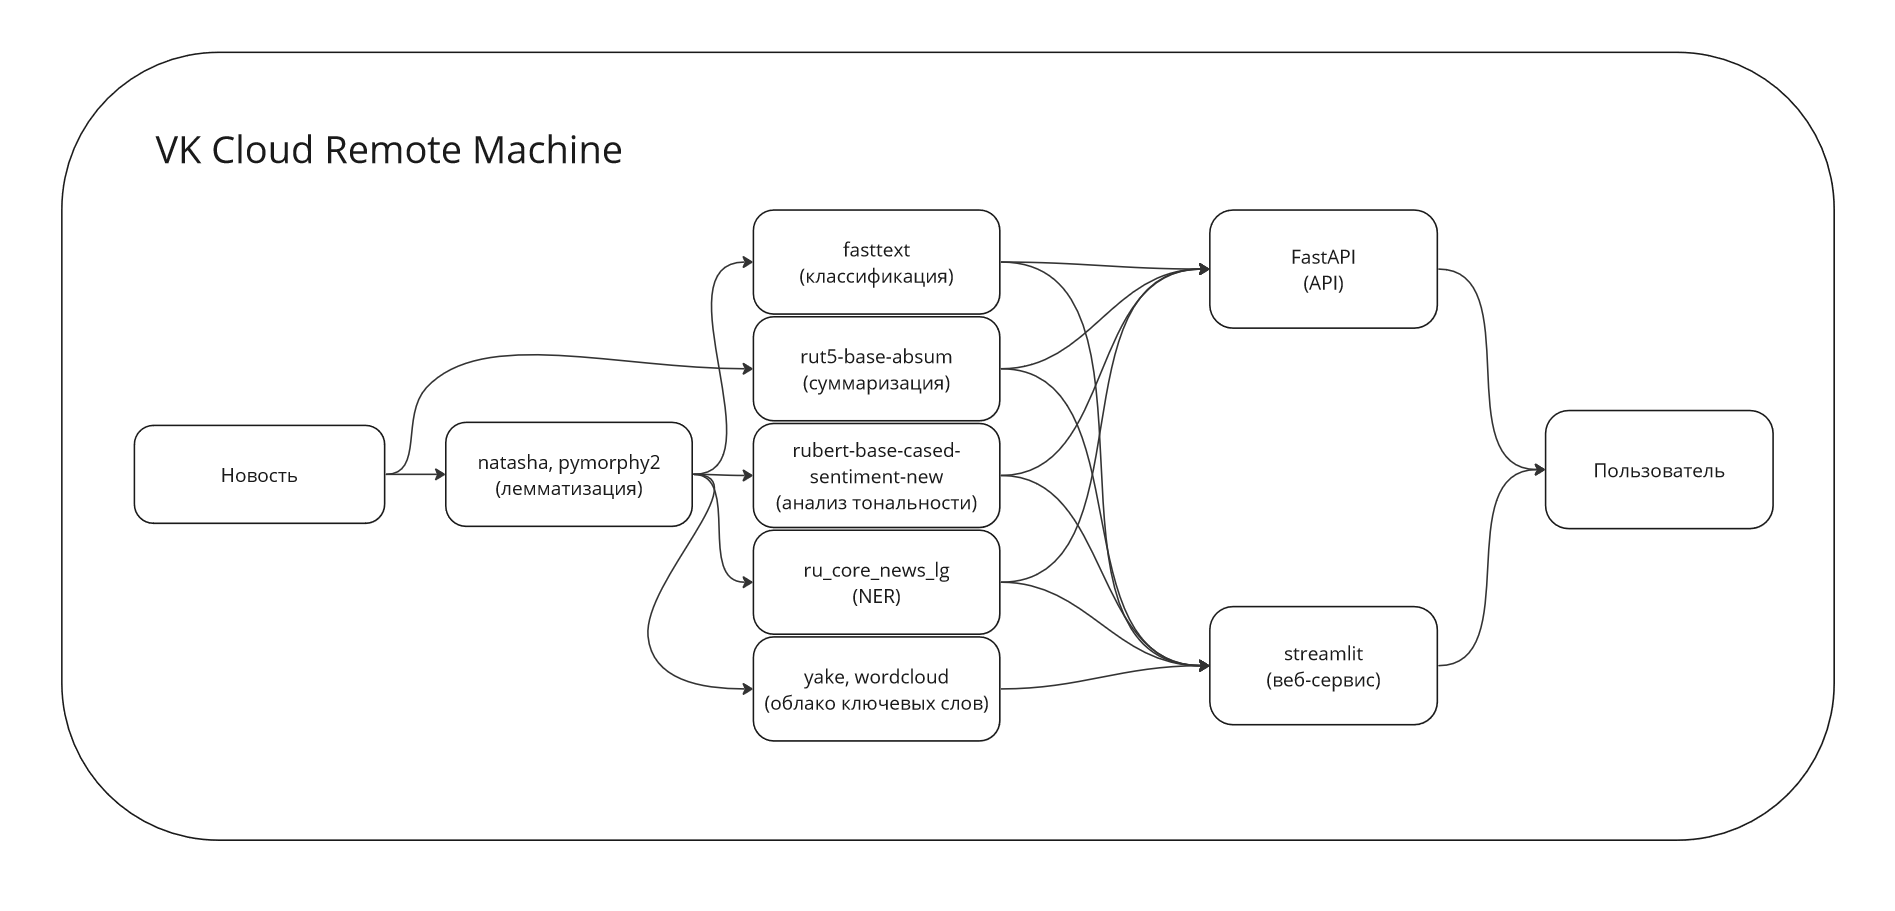 VK Cloud Remote Machine
Новость
natasha, pymorphy2
(лемматизация)
fasttext
(классификация)
rut5-base-absum
(суммаризация)
rubert-base-cased-
sentiment-new
(анализ тональности)
ru_core_news_lg
(NER)
yake, wordcloud
(облако ключевых слов)
FastAPI
(API)
streamlit
(веб-сервис)
Пользователь